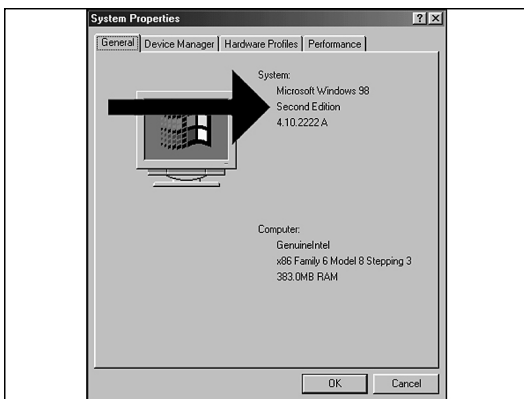 System Properties
General Device Manager Hardware Profiles Performance
System:
Microsoft Windows 98
Second Edition
4.10.2222 A
Computer:
GenuineIntel
x86 Family 6 Model 8 Stepping 3
383.0MB RAM
OK Cancel